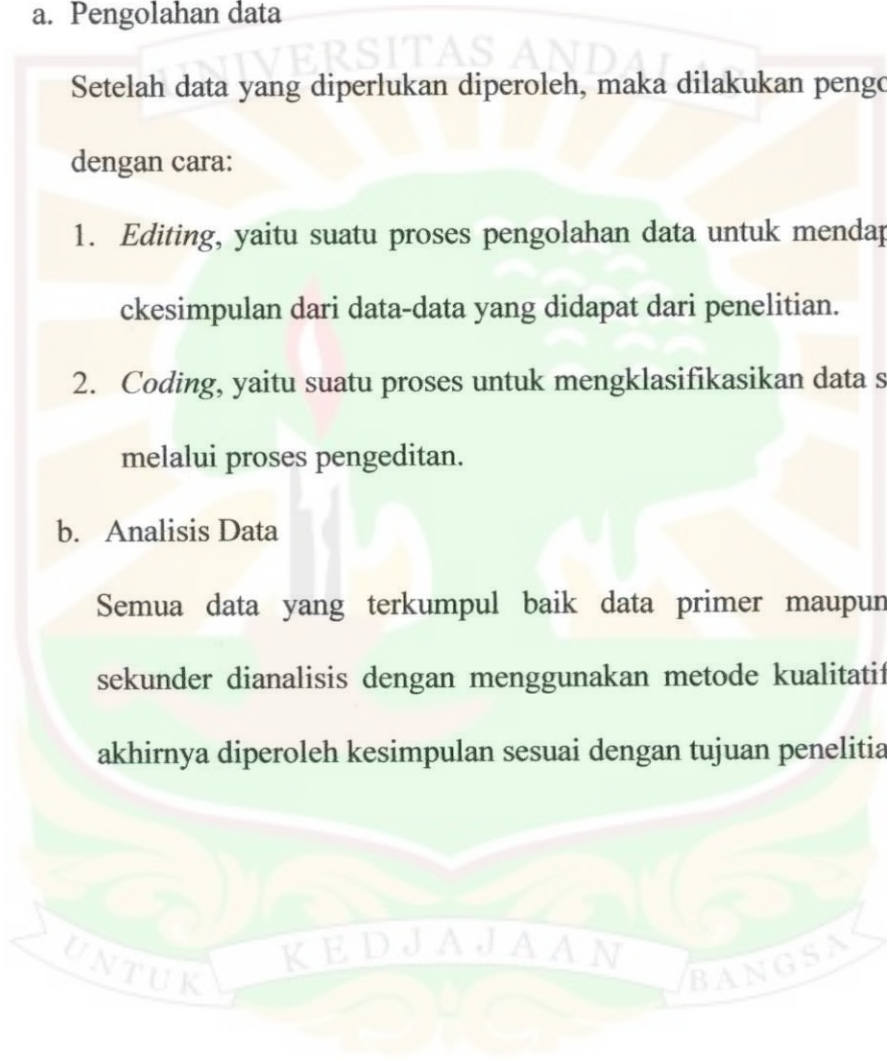 a. Pengolahan data
UNIVERSITAS ANDALAS
Setelah data yang diperlukan diperoleh, maka dilakukan
dengan cara:
1. Editing, yaitu suatu proses pengolahan data untuk
ckesimpulan dari data-data yang didapat dari penelitian.
2. Coding, yaitu suatu proses untuk mengklasifikasikan data
melalui proses pengeditan.
b. Analisis Data
Semua data yang terkumpul baik data primer maupun
sekunder dianalisis dengan menggunakan metode kualitatif
akhirnya diperoleh kesimpulan sesuai dengan tujuan
UNTUK KEDJAJAAN BANGSA